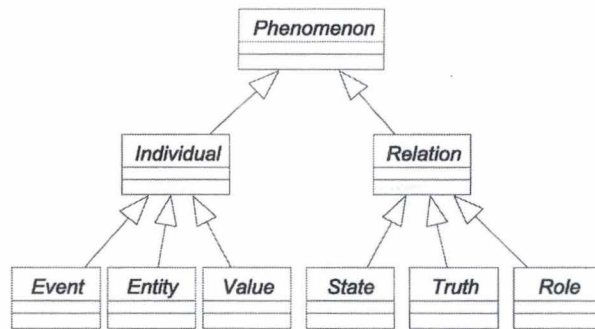 Phenomenon
Individual
Relation
Event
Entity
Value
State
Truth
Role